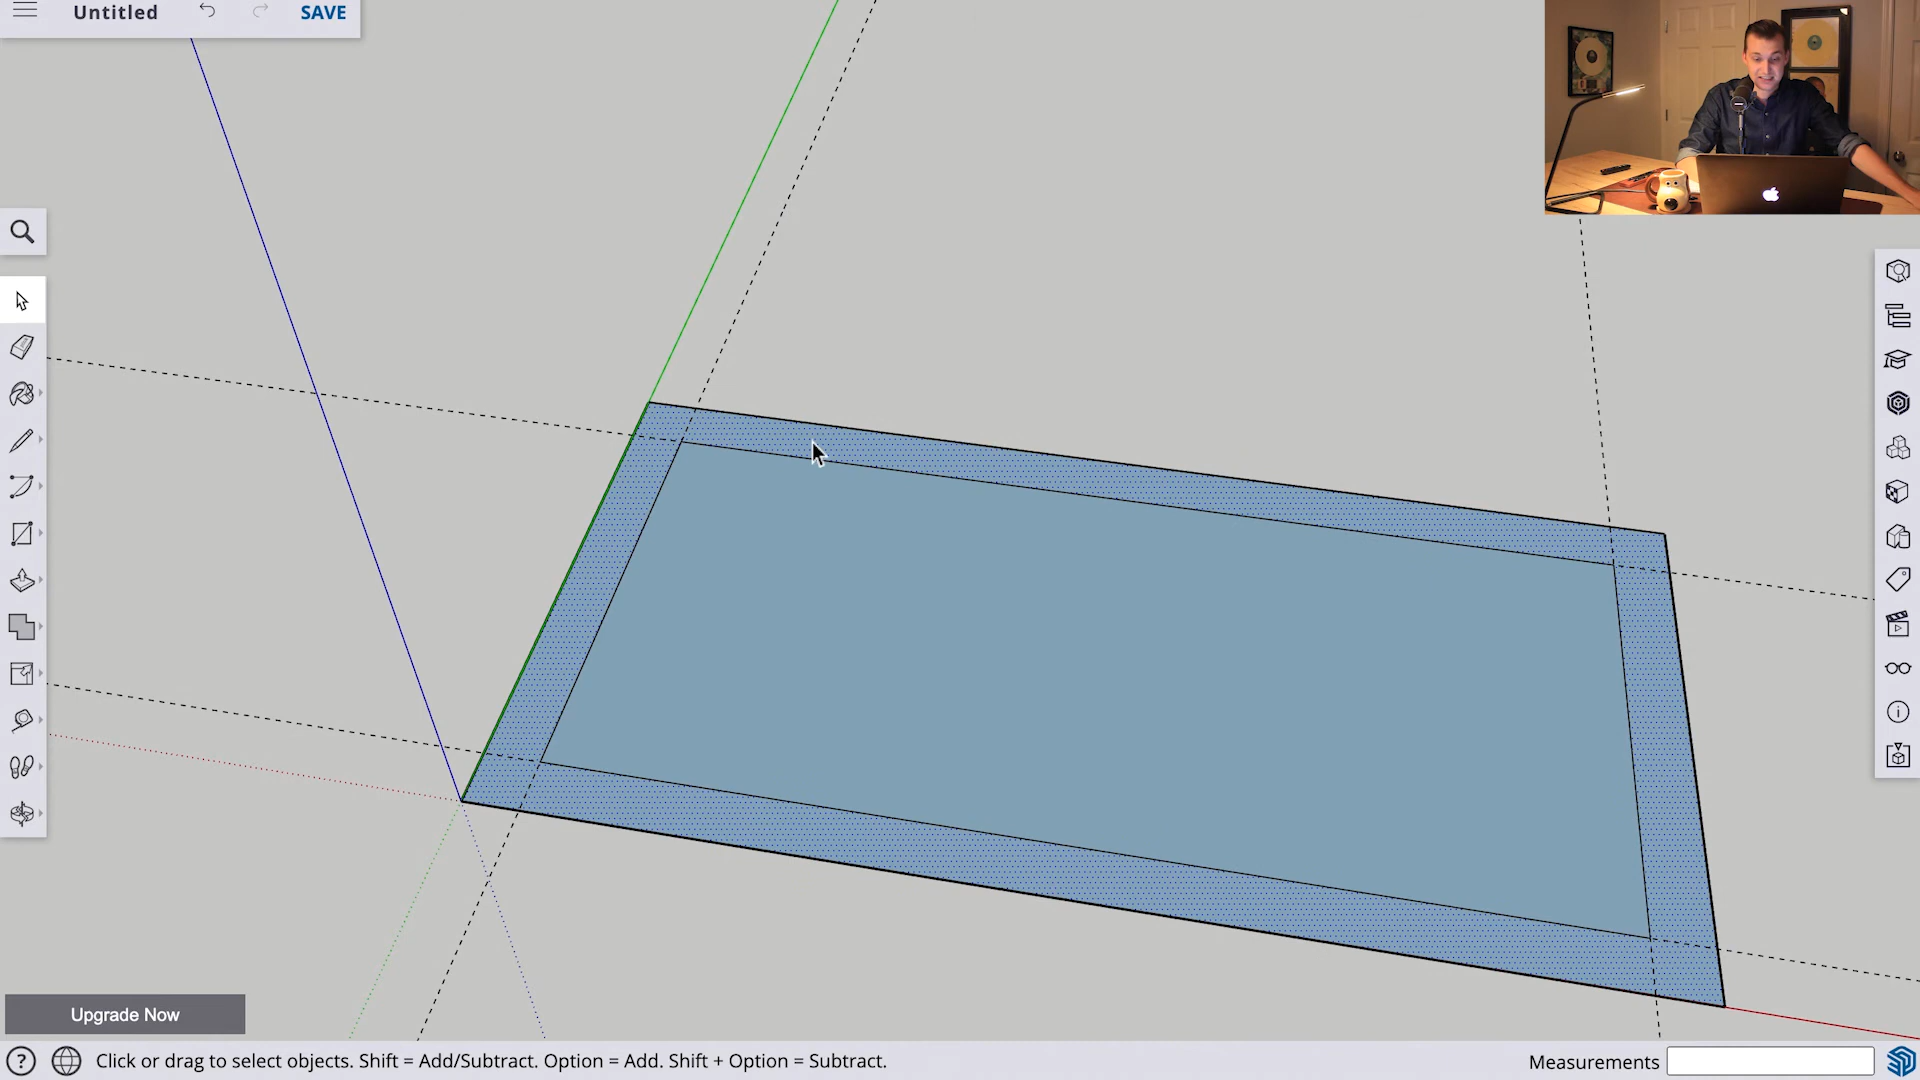 Untitled
SAVE
Upgrade Now
Click or drag to select objects. Shift = Add/Subtract. Option = Add. Shift + Option = Subtract.
Measurements